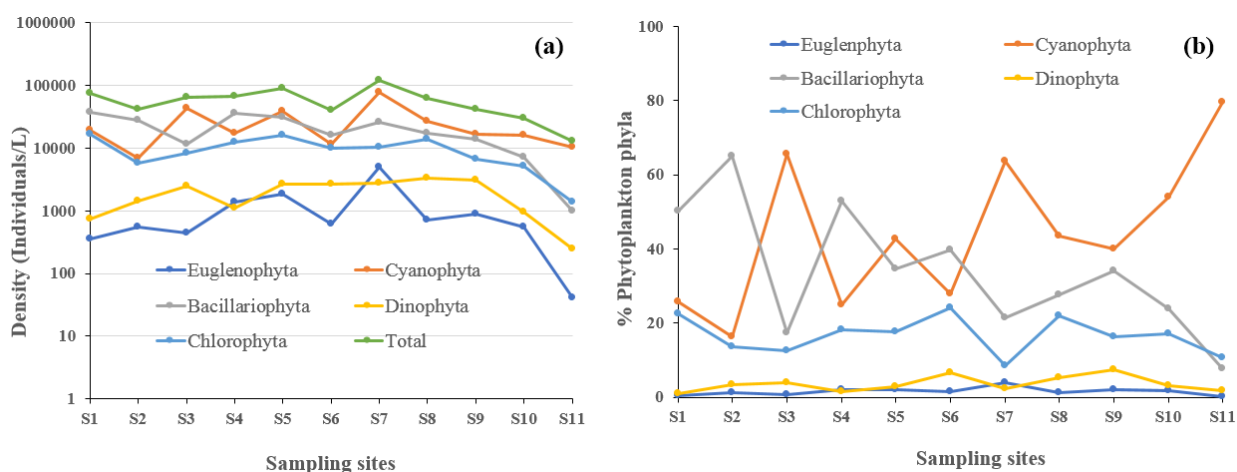 (a)
Density (Individuals/L)
1000000
100000
10000
1000
100
10
1
Euglenophyta Cyanophyta
Bacillariophyta Dinophyta
Chlorophyta Total
S1 S2 S3 S4 S5 S6 S7 S8 S9 S10 S11
Sampling sites
(b)
% Phytoplankton phyla
100
80
60
40
20
0
Euglenphyta Cyanophyta
Bacillariophyta Dinophyta
Chlorophyta
S1 S2 S3 S4 S5 S6 S7 S8 S9 S10 S11
Sampling sites